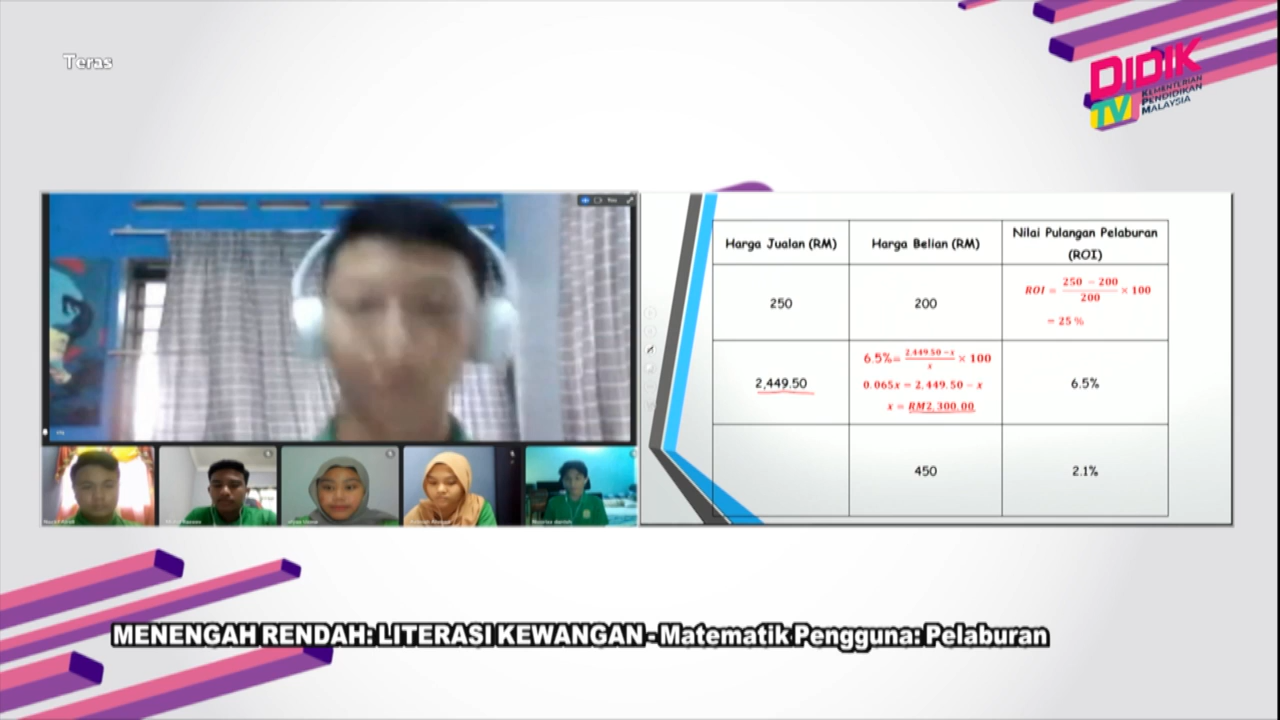 Teras
DIDIK
TV
KEMENTERIAN
PENDIDIKAN
MALAYSIA
Harga Jualan (RM)
Harga Belian (RM)
Nilai Pulangan Pelaburan
(ROI)
250
200
ROI = 250 − 200 / 200 × 100
= 25 %
2,449.50
6.5%= 2,449.50 − x / x × 100
0.065x = 2,449.50 − x
x = RM2,300.00
6.5%
450
2.1%
MENENGAH RENDAH: LITERASI KEWANGAN - Matematik Pengguna: Pelaburan